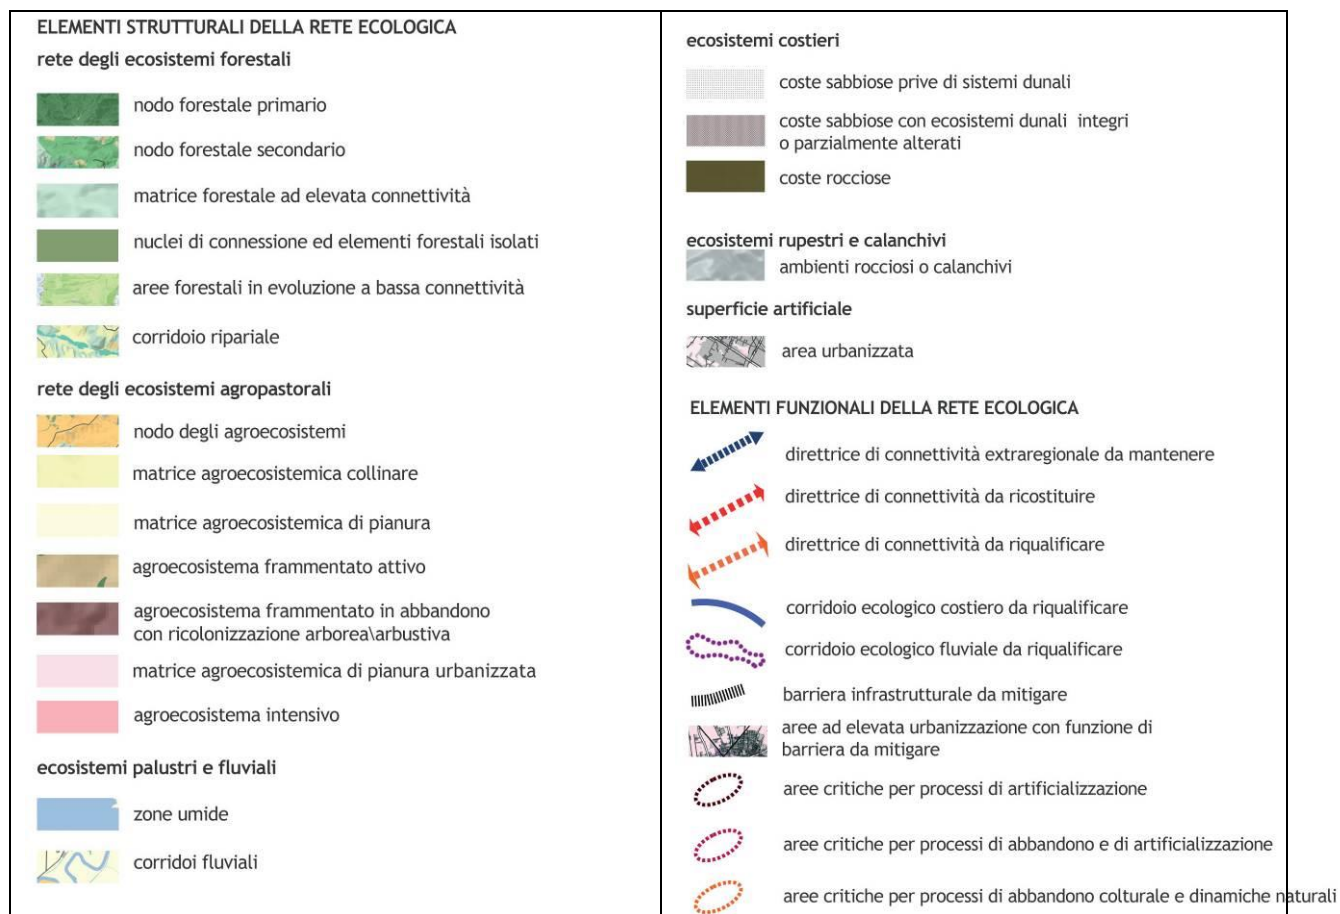 ELEMENTI STRUTTURALI DELLA RETE ECOLOGICA
rete degli ecosistemi forestali
nodo forestale primario
nodo forestale secondario
matrice forestale ad elevata connettività
nuclei di connessione ed elementi forestali isolati
aree forestali in evoluzione a bassa connettività
corridoio ripariale
rete degli ecosistemi agropastorali
nodo degli agroecosistemi
matrice agroecosistemica collinare
matrice agroecosistemica di pianura
agroecosistema frammentato attivo
agroecosistema frammentato in abbandono
con ricolonizzazione arborea\arbustiva
matrice agroecosistemica di pianura urbanizzata
agroecosistema intensivo
ecosistemi palustri e fluviali
zone umide
corridoi fluviali
ecosistemi costieri
coste sabbiose prive di sistemi dunali
coste sabbiose con ecosistemi dunali integri
o parzialmente alterati
coste rocciose
ecosistemi rupestri e calanchivi
ambienti rocciosi o calanchivi
superficie artificiale
area urbanizzata
ELEMENTI FUNZIONALI DELLA RETE ECOLOGICA
direttrice di connettività extraregionale da mantenere
direttrice di connettività da ricostituire
direttrice di connettività da riqualificare
corridoio ecologico costiero da riqualificare
corridoio ecologico fluviale da riqualificare
barriera infrastrutturale da mitigare
aree ad elevata urbanizzazione con funzione di
barriera da mitigare
aree critiche per processi di artificializzazione
aree critiche per processi di abbandono e di artificializzazione
aree critiche per processi di abbandono colturale e dinamiche naturali